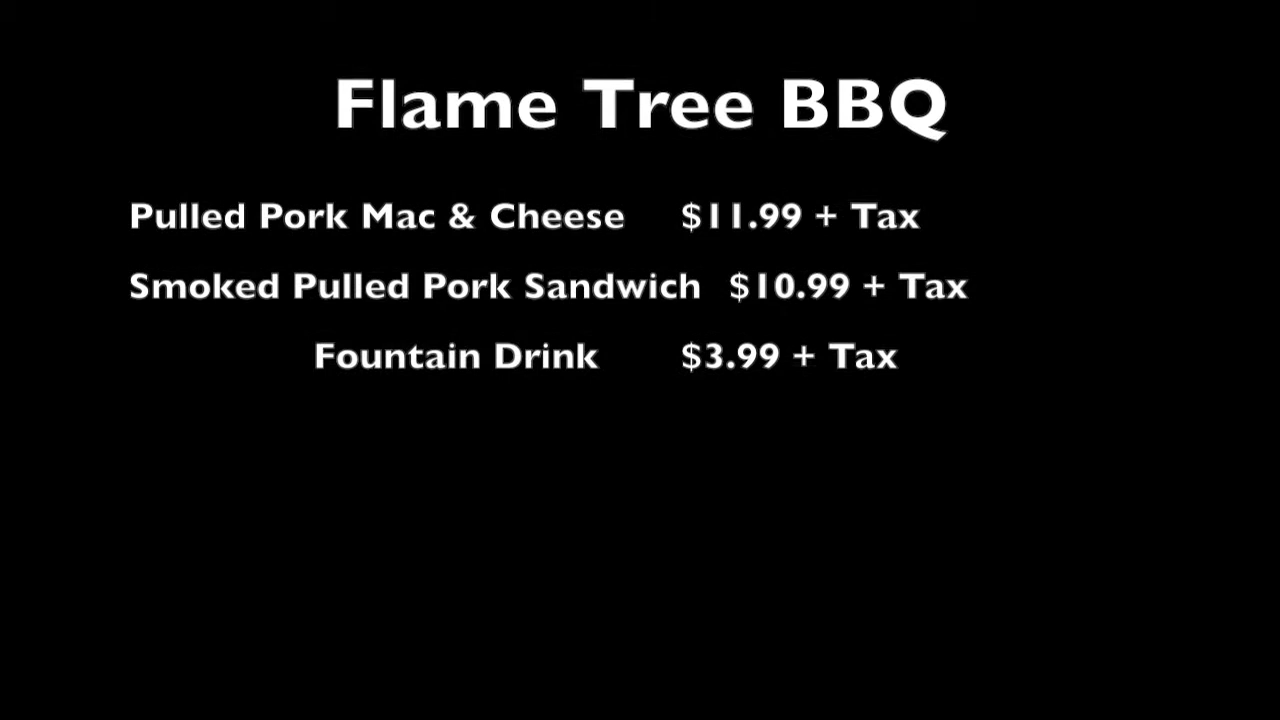 Flame Tree BBQ
Pulled Pork Mac & Cheese $11.99 + Tax
Smoked Pulled Pork Sandwich $10.99 + Tax
Fountain Drink $3.99 + Tax